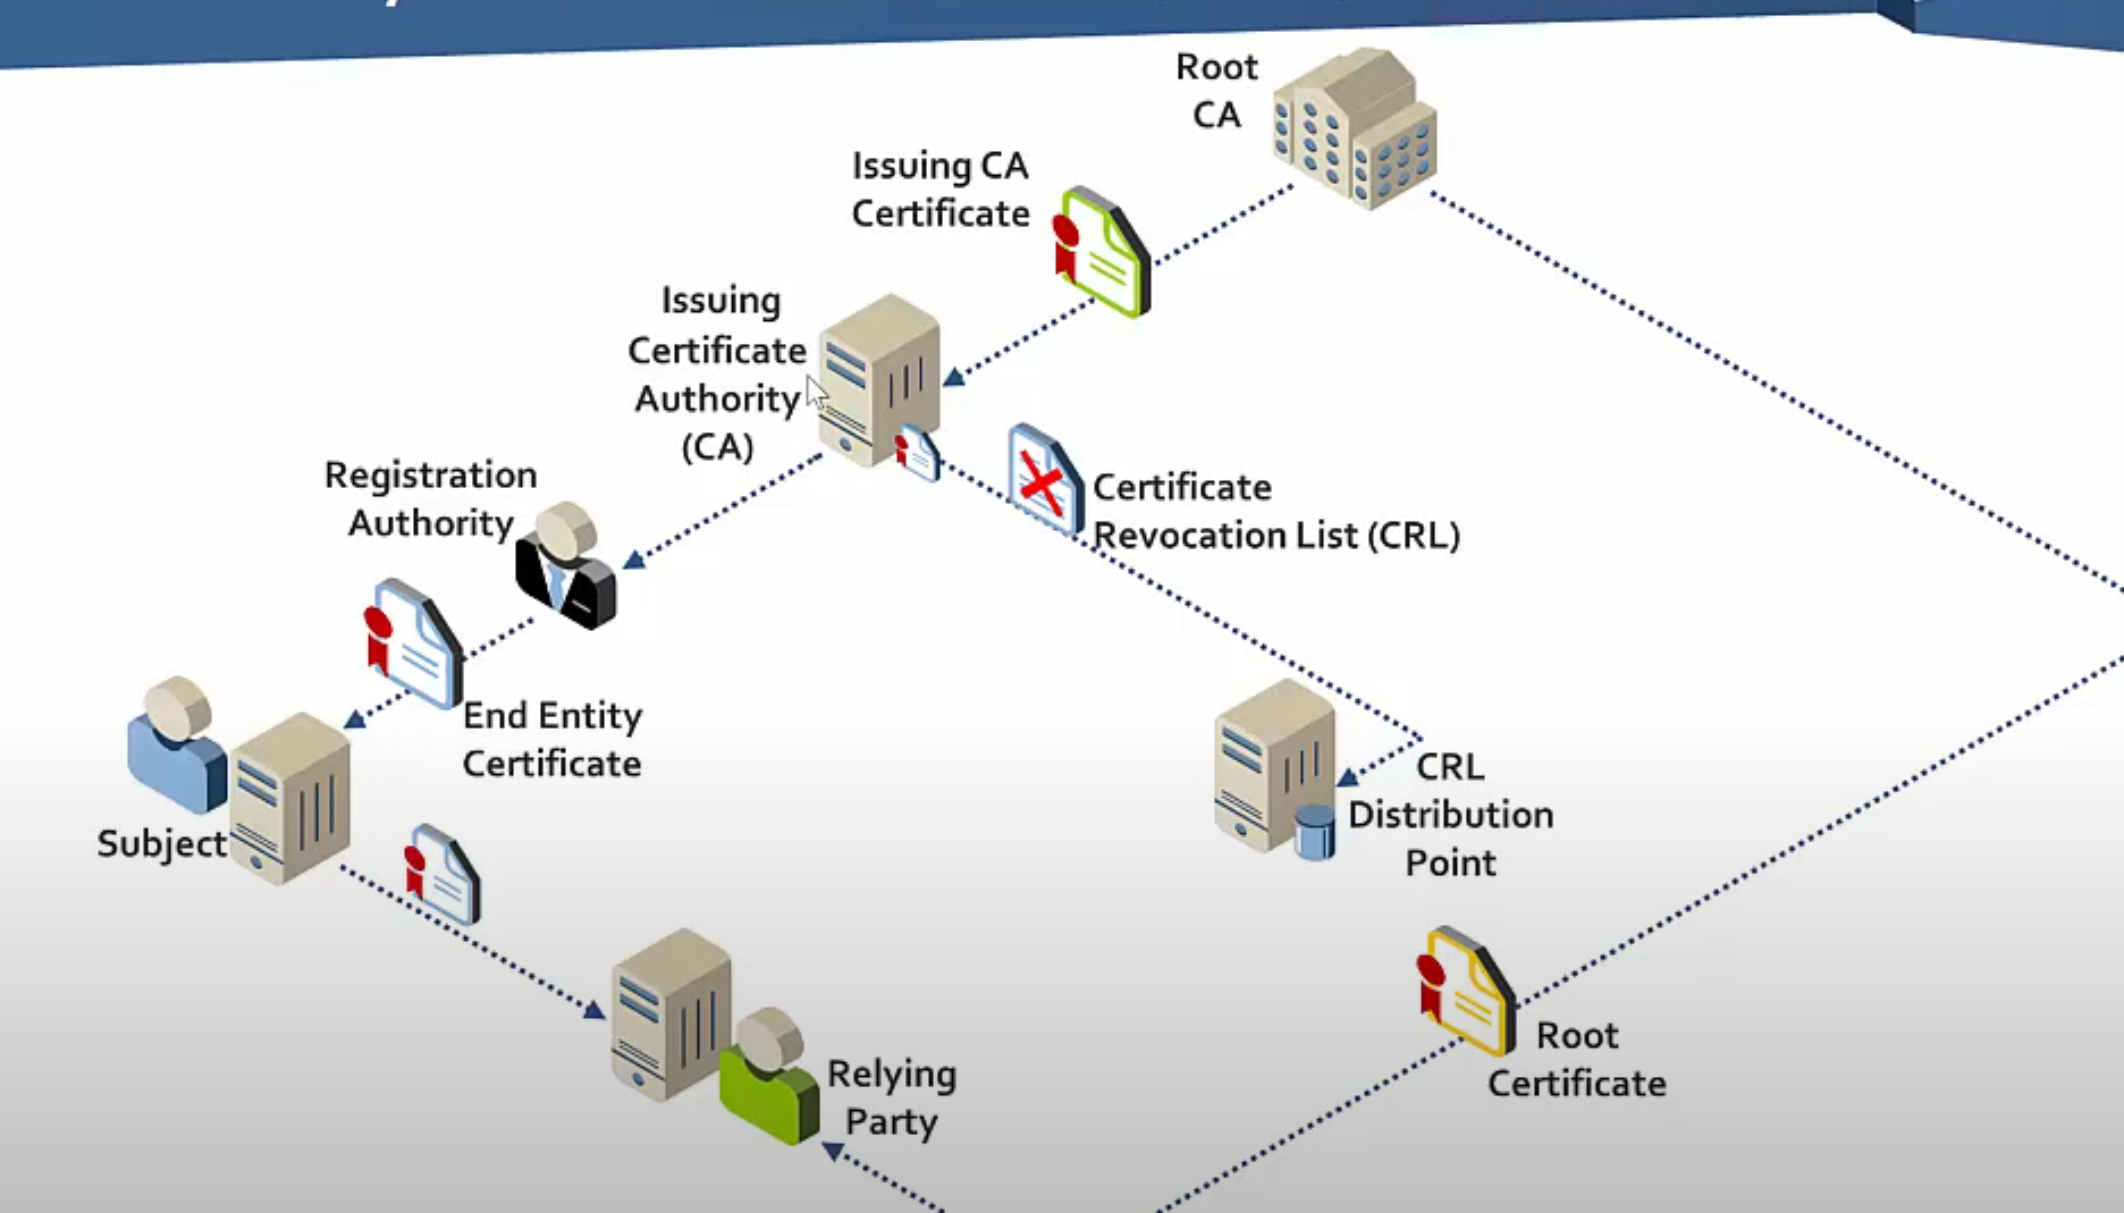 Root
CA
Issuing CA
Certificate
Issuing
Certificate
Authority
(CA)
Registration
Authority
Certificate
Revocation List (CRL)
End Entity
Certificate
Subject
CRL
Distribution
Point
Root
Certificate
Relying
Party